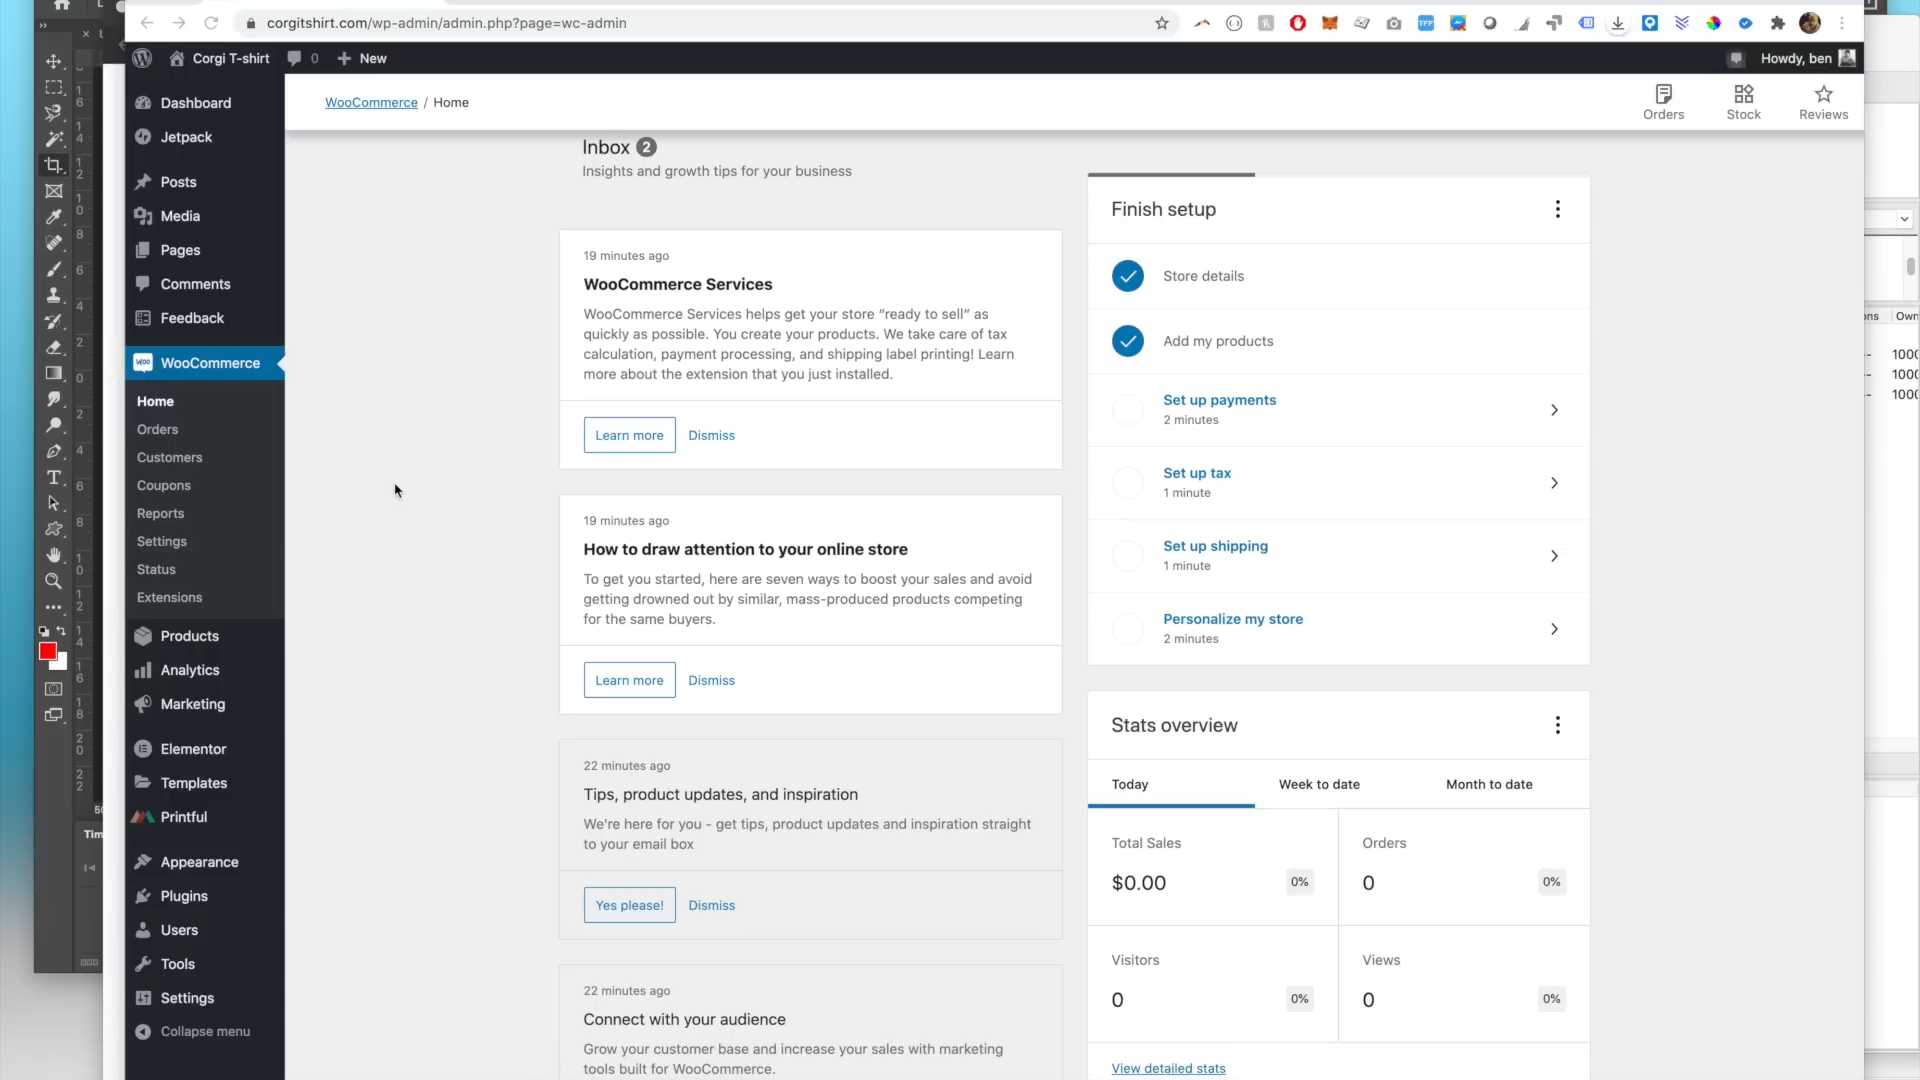 corgitshirt.com/wp-admin/admin.php?page=wc-admin
Corgi T-shirt
0
New
Howdy, ben
WooCommerce / Home
Orders
Stock
Reviews
Dashboard
Jetpack
Posts
Media
Pages
Comments
Feedback
WooCommerce
Home
Orders
Customers
Coupons
Reports
Settings
Status
Extensions
Products
Analytics
Marketing
Elementor
Templates
Printful
Appearance
Plugins
Users
Tools
Settings
Collapse menu
Inbox 2
Insights and growth tips for your business
19 minutes ago
WooCommerce Services
WooCommerce Services helps get your store “ready to sell” as
quickly as possible. You create your products. We take care of tax
calculation, payment processing, and shipping label printing! Learn
more about the extension that you just installed.
Learn more Dismiss
19 minutes ago
How to draw attention to your online store
To get you started, here are seven ways to boost your sales and avoid
getting drowned out by similar, mass-produced products competing
for the same buyers.
Learn more Dismiss
22 minutes ago
Tips, product updates, and inspiration
We're here for you - get tips, product updates and inspiration straight
to your email box
Yes please! Dismiss
22 minutes ago
Connect with your audience
Grow your customer base and increase your sales with marketing
tools built for WooCommerce.
Finish setup
Store details
Add my products
Set up payments
2 minutes
Set up tax
1 minute
Set up shipping
1 minute
Personalize my store
2 minutes
Stats overview
Today
Week to date
Month to date
Total Sales
$0.00
0%
Orders
0
0%
Visitors
0
0%
Views
0
0%
View detailed stats